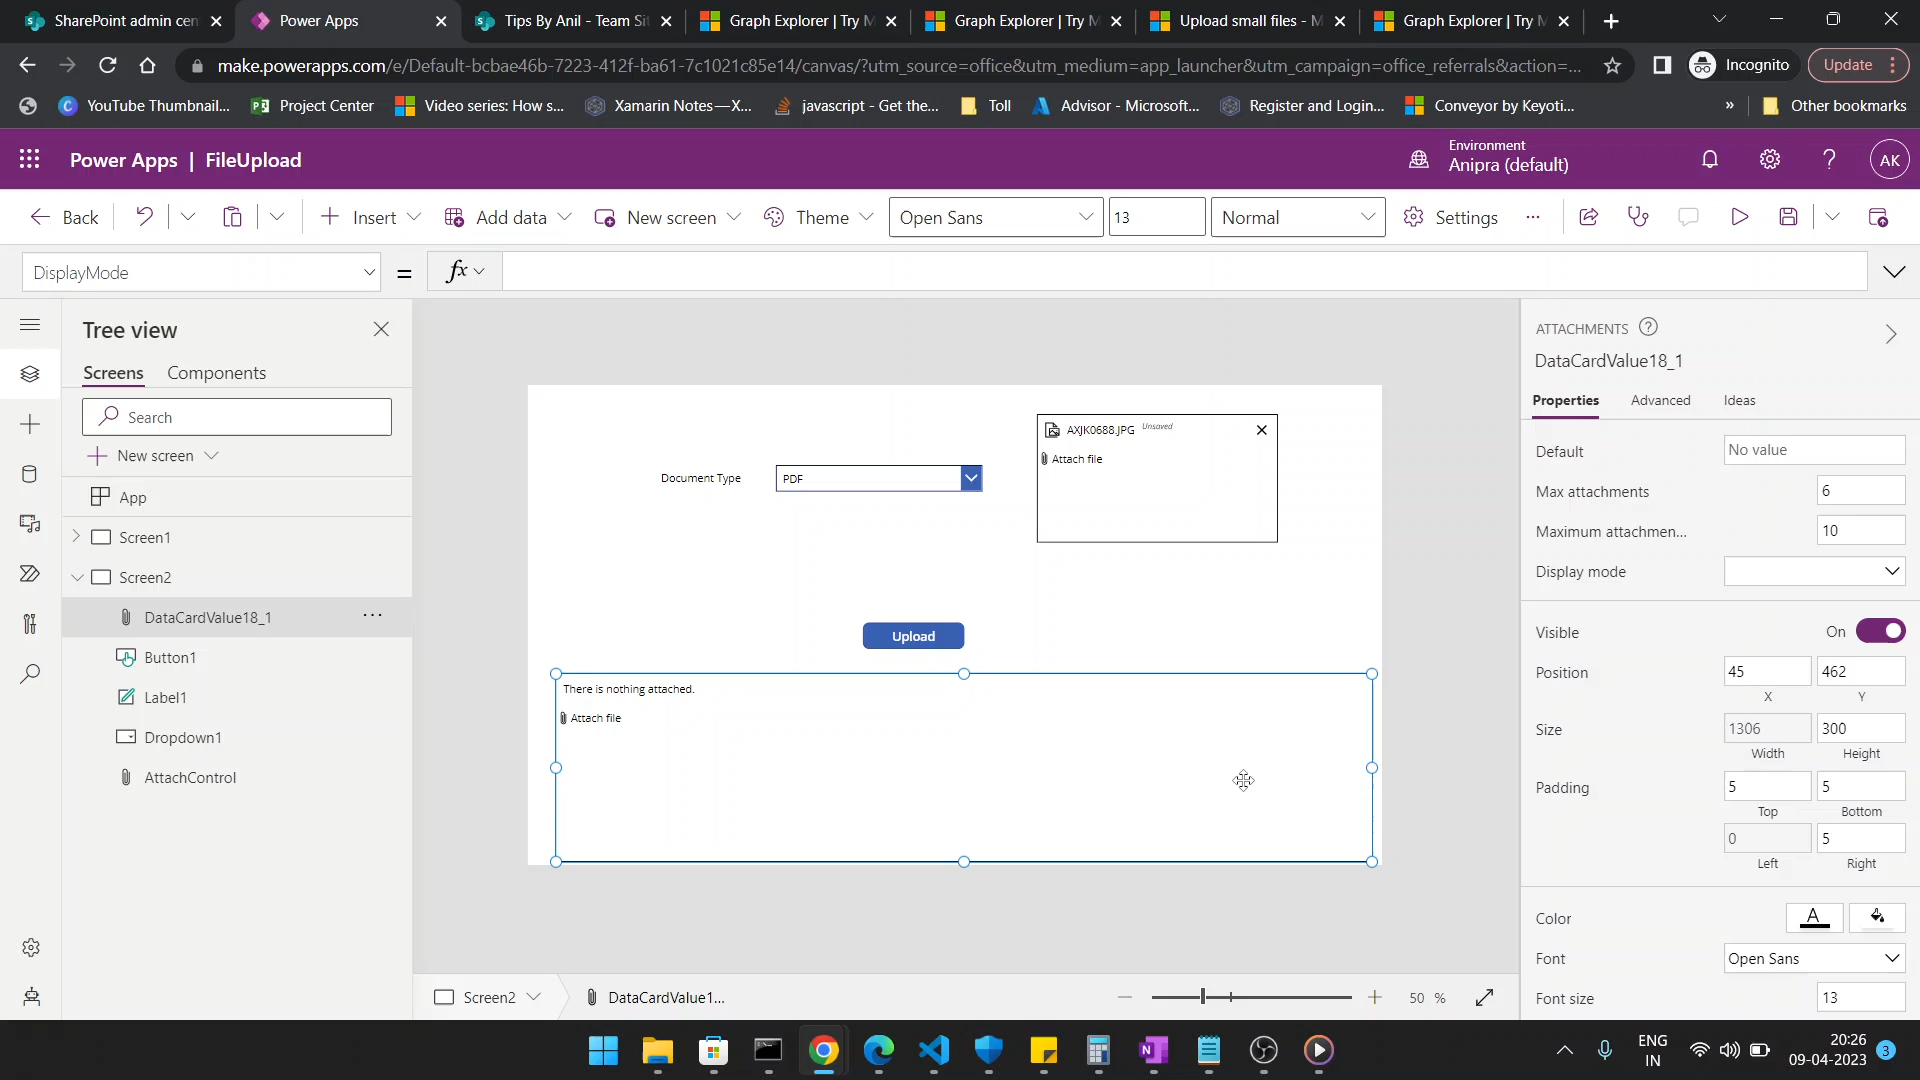 SharePoint admin cen
Power Apps
Tips By Anil - Team Sit
Graph Explorer | Try M
Graph Explorer | Try M
Upload small files - M
Graph Explorer | Try M
make.powerapps.com/e/Default-bcbae46b-7223-412f-ba61-7c1021c85e14/canvas/?utm_source=office&utm_medium=app_launcher&utm_campaign=office_referrals&action=...
Incognito
Update
YouTube Thumbnail...
Project Center
Video series: How s...
Xamarin Notes—X...
javascript - Get the...
Toll
Advisor - Microsoft...
Register and Login...
Conveyor by Keyoti...
»
Other bookmarks
Power Apps | FileUpload
Environment
Anipra (default)
AK
Back
Insert
Add data
New screen
Theme
Open Sans
13
Normal
Settings
DisplayMode
=
fx
Tree view
Screens
Components
Search
New screen
App
Screen1
Screen2
DataCardValue18_1
Button1
Label1
Dropdown1
AttachControl
Document Type
PDF
AXJK0688.JPG
Unsaved
Attach file
Upload
There is nothing attached.
Attach file
Screen2
DataCardValue1...
50 %
ATTACHMENTS
DataCardValue18_1
Properties
Advanced
Ideas
Default
No value
Max attachments
6
Maximum attachmen...
10
Display mode
Visible
On
Position
45
462
X
Y
Size
1306
300
Width
Height
Padding
5
5
Top
Bottom
0
5
Left
Right
Color
A
Font
Open Sans
Font size
13
ENG
IN
20:26
09-04-2023
3